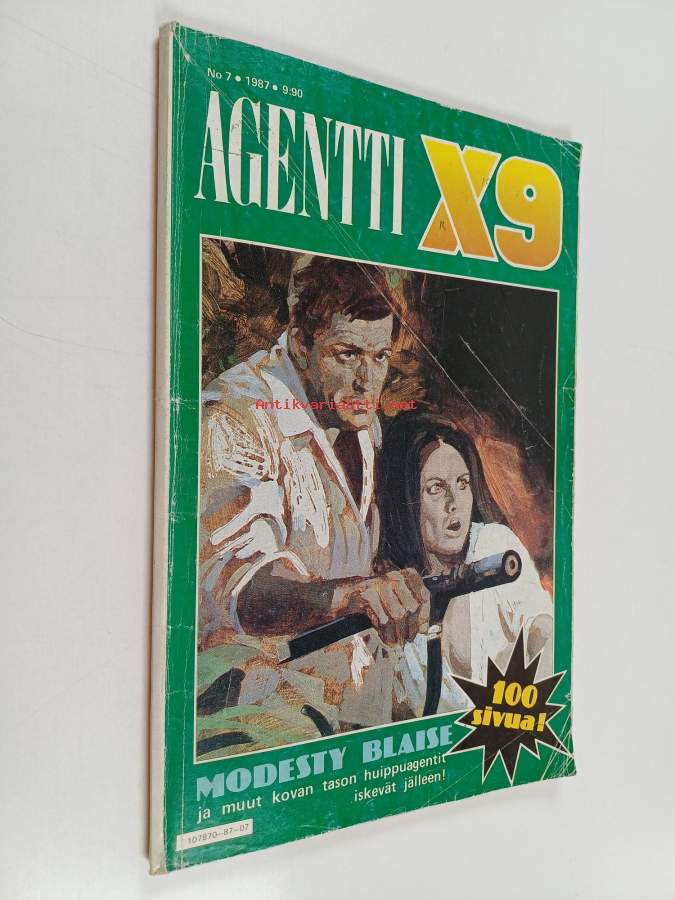 No 7 • 1987 • 9:90
AGENTTI X9
Antikvariaatti.net
100
sivua!
MODESTY BLAISE
ja muut kovan tason huippuagentit
iskevät jälleen!
107870—87—07